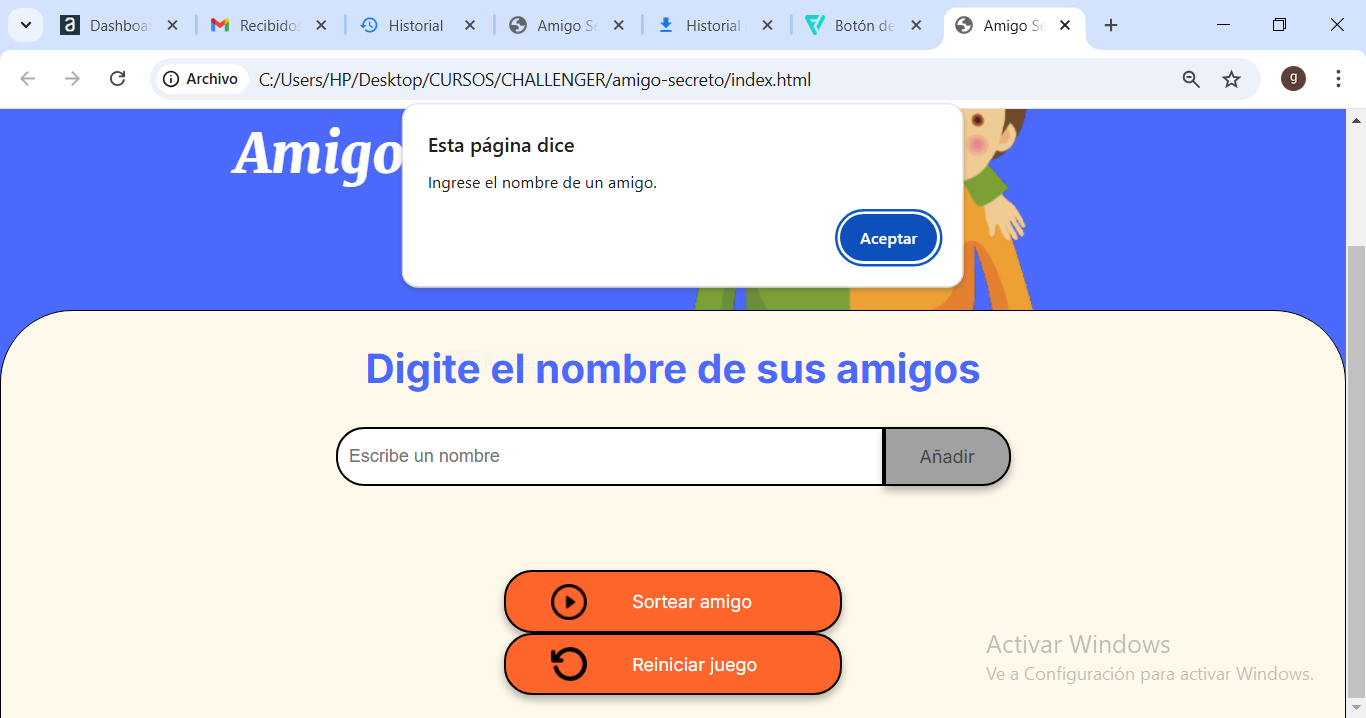 Dashboar
Recibidos
Historial
Amigo Se
Historial
Botón de
Amigo Se
Archivo
C:/Users/HP/Desktop/CURSOS/CHALLENGER/amigo-secreto/index.html
g
Amigo
Esta página dice
Ingrese el nombre de un amigo.
Aceptar
Digite el nombre de sus amigos
Escribe un nombre
Añadir
Sortear amigo
Reiniciar juego
Activar Windows
Ve a Configuración para activar Windows.